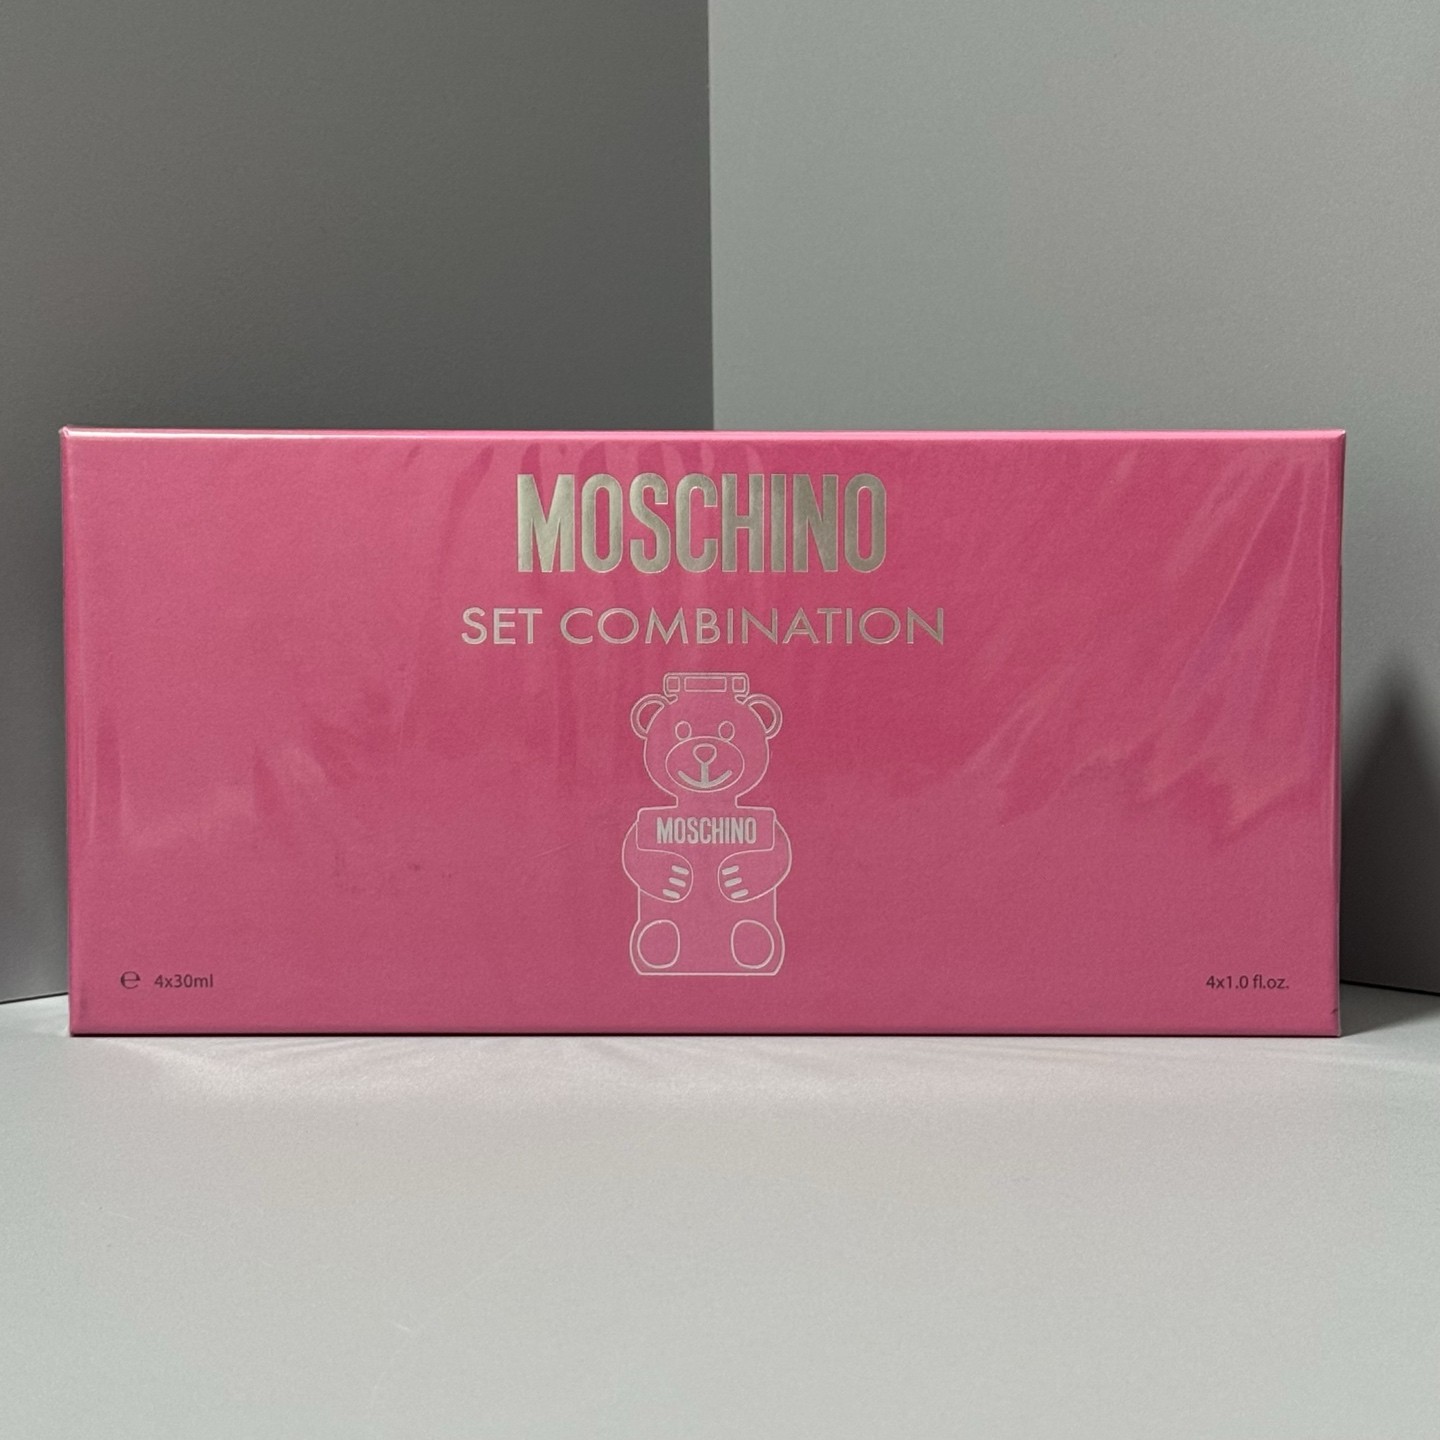 MOSCHINO
SET COMBINATION
MOSCHINO
℮ 4x30ml
4x1.0 fl.oz.